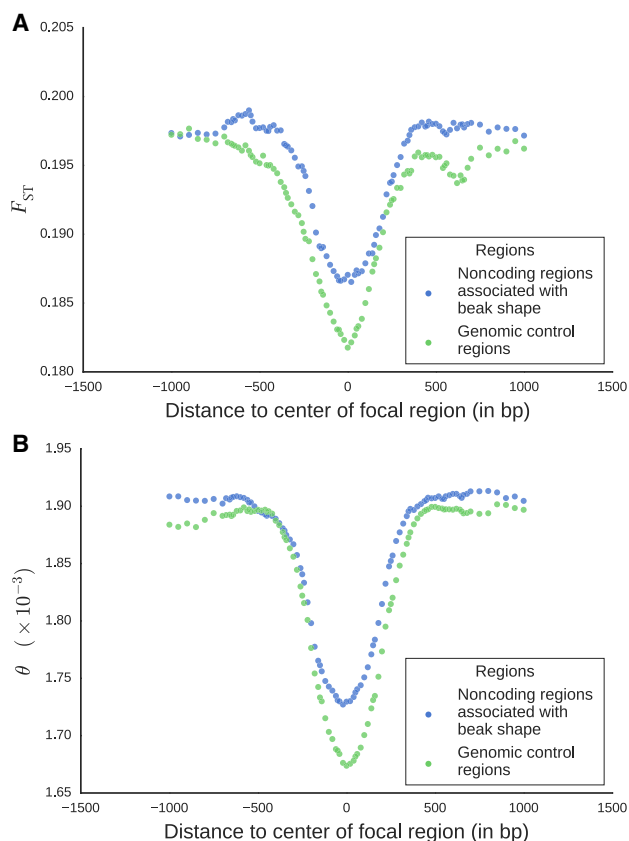 A
0.205
0.200
0.195
0.190
0.185
0.180
F_ST
Regions
Noncoding regions
associated with
beak shape
Genomic control
regions
−1500 −1000 −500 0 500 1000 1500
Distance to center of focal region (in bp)
B
1.95
1.90
1.85
1.80
1.75
1.70
1.65
θ (×10⁻³)
Regions
Noncoding regions
associated with
beak shape
Genomic control
regions
−1500 −1000 −500 0 500 1000 1500
Distance to center of focal region (in bp)